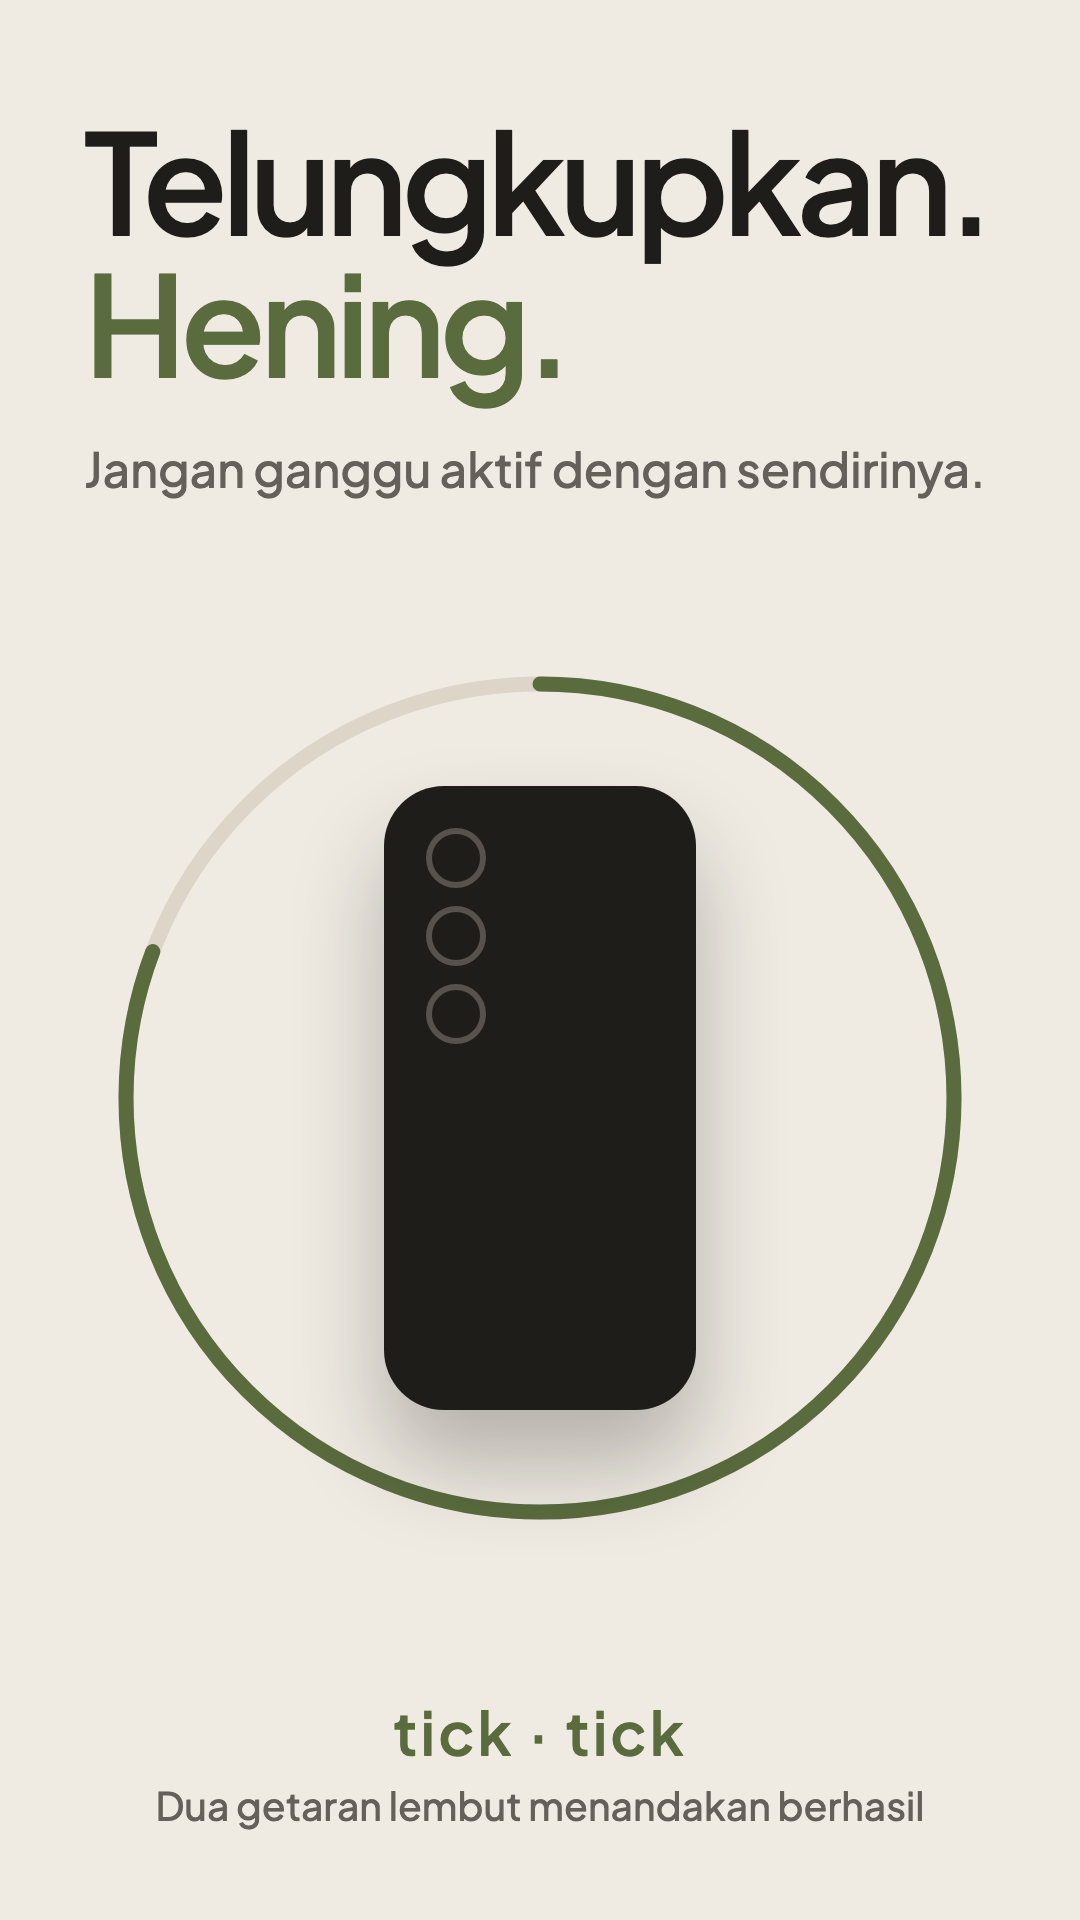 Telungkupkan.
Hening.
Jangan ganggu aktif dengan sendirinya.
tick · tick
Dua getaran lembut menandakan berhasil